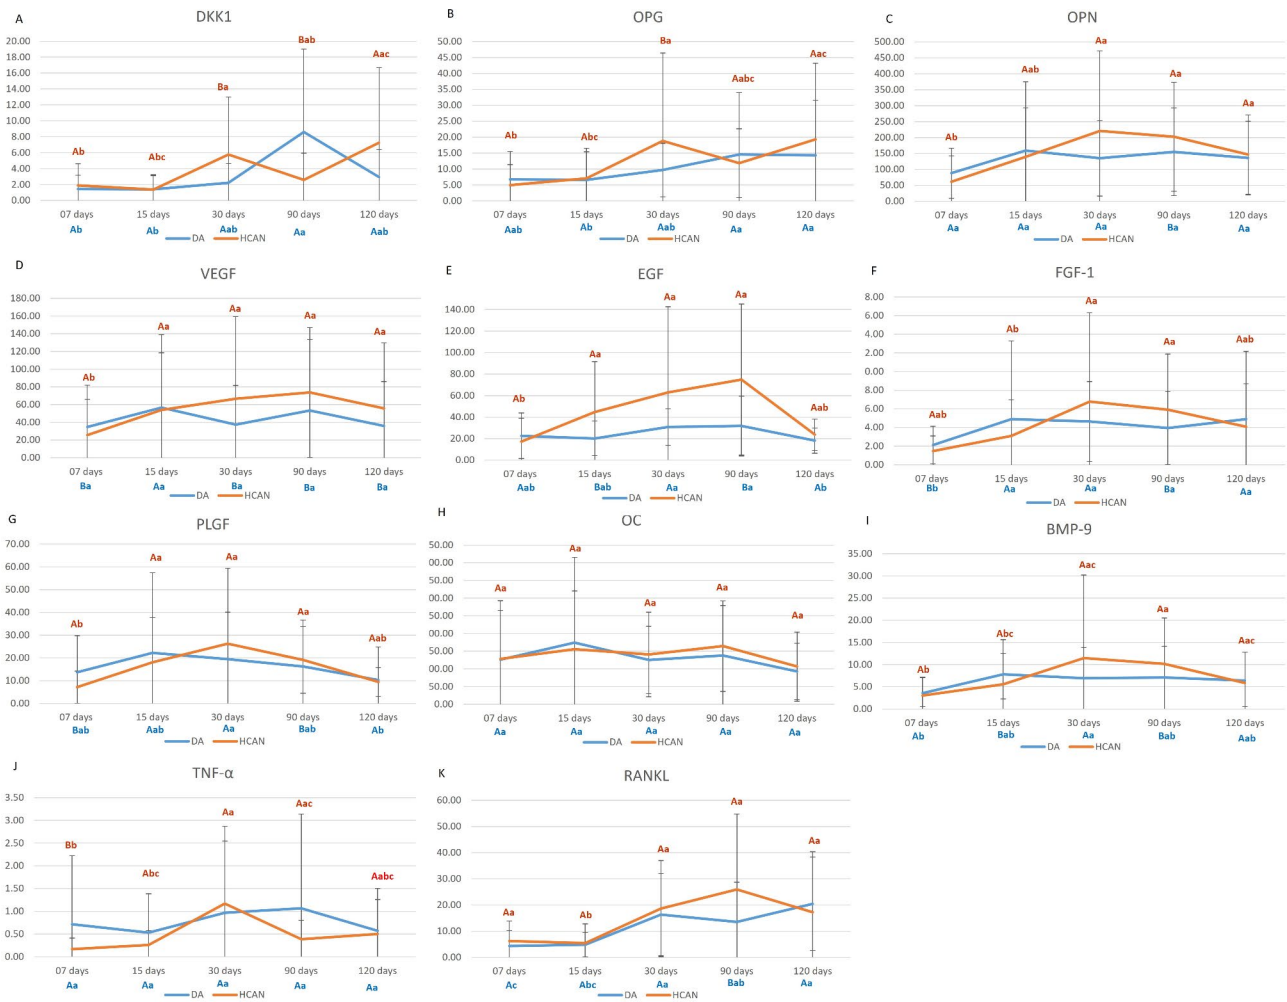 A
DKK1
20.00
18.00
16.00
14.00
12.00
10.00
8.00
6.00
4.00
2.00
0.00
Ab
Abc
Ba
Bab
Aac
07 days
15 days
30 days
90 days
120 days
Ab
Ab
Aab
Aa
Aab
DA
HCAN
B
OPG
50.00
45.00
40.00
35.00
30.00
25.00
20.00
15.00
10.00
5.00
0.00
Ab
Abc
Ba
Aabc
Aac
07 days
15 days
30 days
90 days
120 days
Aab
Ab
Aab
Aa
Aa
DA
HCAN
C
OPN
500.00
450.00
400.00
350.00
300.00
250.00
200.00
150.00
100.00
50.00
0.00
Ab
Aab
Aa
Aa
Aa
07 days
15 days
30 days
90 days
120 days
Aa
Aa
Aa
Ba
Aa
DA
HCAN
D
VEGF
180.00
160.00
140.00
120.00
100.00
80.00
60.00
40.00
20.00
0.00
Ab
Aa
Aa
Aa
Aa
07 days
15 days
30 days
90 days
120 days
Ba
Aa
Ba
Ba
Ba
DA
HCAN
E
EGF
140.00
120.00
100.00
80.00
60.00
40.00
20.00
0.00
Ab
Aa
Aa
Aa
Aab
07 days
15 days
30 days
90 days
120 days
Aab
Bab
Aa
Ba
Ab
DA
HCAN
F
FGF-1
8.00
6.00
4.00
2.00
0.00
8.00
6.00
4.00
2.00
0.00
Aab
Ab
Aa
Aa
Aab
07 days
15 days
30 days
90 days
120 days
Bb
Aa
Aa
Ba
Aa
DA
HCAN
G
PLGF
70.00
60.00
50.00
40.00
30.00
20.00
10.00
0.00
Ab
Aa
Aa
Aa
Aab
07 days
15 days
30 days
90 days
120 days
Bab
Aab
Aa
Bab
Ab
DA
HCAN
H
OC
50.00
00.00
50.00
00.00
50.00
00.00
50.00
00.00
50.00
0.00
Aa
Aa
Aa
Aa
Aa
07 days
15 days
30 days
90 days
120 days
Aa
Aa
Aa
Aa
Aa
DA
HCAN
I
BMP-9
35.00
30.00
25.00
20.00
15.00
10.00
5.00
0.00
Ab
Abc
Aac
Aa
Aac
07 days
15 days
30 days
90 days
120 days
Ab
Bab
Aa
Bab
Aab
DA
HCAN
J
TNF-α
3.50
3.00
2.50
2.00
1.50
1.00
0.50
0.00
Bb
Abc
Aa
Aac
Aabc
07 days
15 days
30 days
90 days
120 days
Aa
Aa
Aa
Aa
Aa
DA
HCAN
K
RANKL
60.00
50.00
40.00
30.00
20.00
10.00
0.00
Aa
Ab
Aa
Aa
Aa
07 days
15 days
30 days
90 days
120 days
Ac
Abc
Aa
Bab
Aa
DA
HCAN